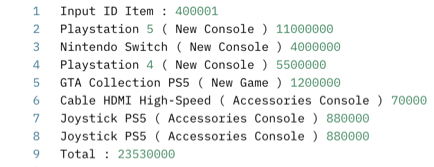 1 Input ID Item : 400001
2 Playstation 5 ( New Console ) 11000000
3 Nintendo Switch ( New Console ) 4000000
4 Playstation 4 ( New Console ) 5500000
5 GTA Collection PS5 ( New Game ) 1200000
6 Cable HDMI High-Speed ( Accessories Console ) 70000
7 Joystick PS5 ( Accessories Console ) 880000
8 Joystick PS5 ( Accessories Console ) 880000
9 Total : 23530000